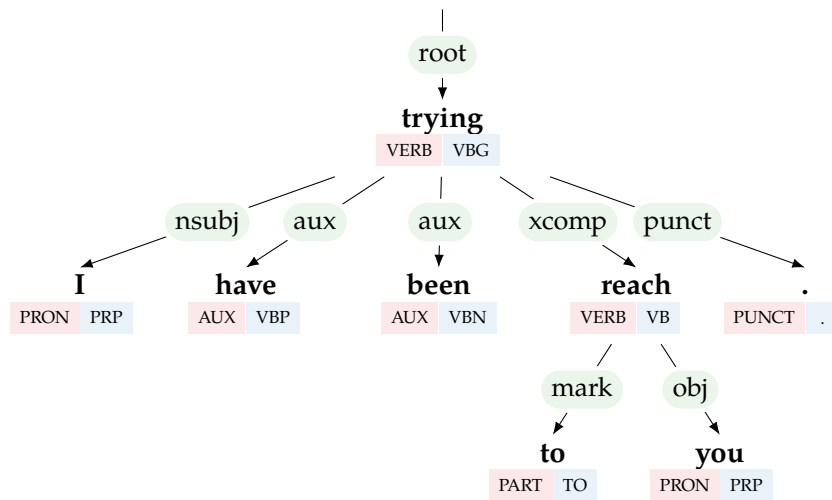 root
trying
VERB VBG
nsubj aux aux xcomp punct
I have been reach .
PRON PRP AUX VBP AUX VBN VERB VB PUNCT .
mark obj
to you
PART TO PRON PRP